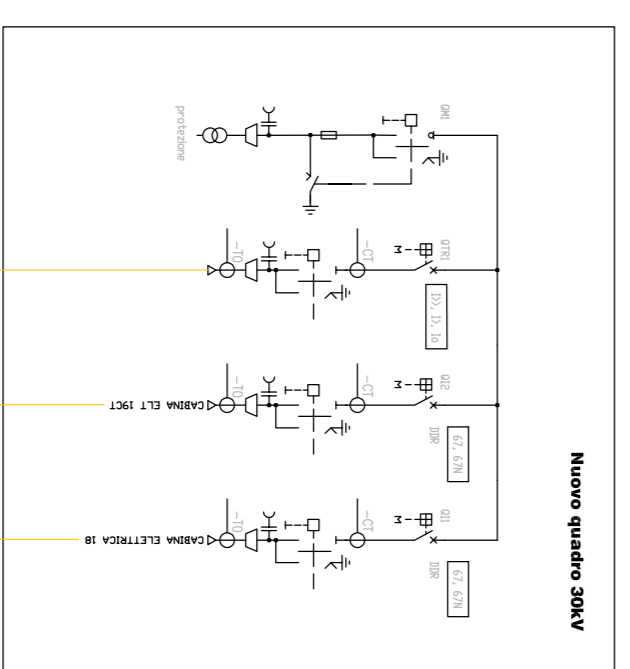 Nuovo quadro 30kV
QMI
protezione
QTR1
I>>, I>, Io
M
-CT
-TO
QI2
67, 67N
DDR
M
-CT
-TO
CABINA ELT 19CT
QI1
67, 67N
DDR
M
-CT
-TO
CABINA ELETTRICA 18